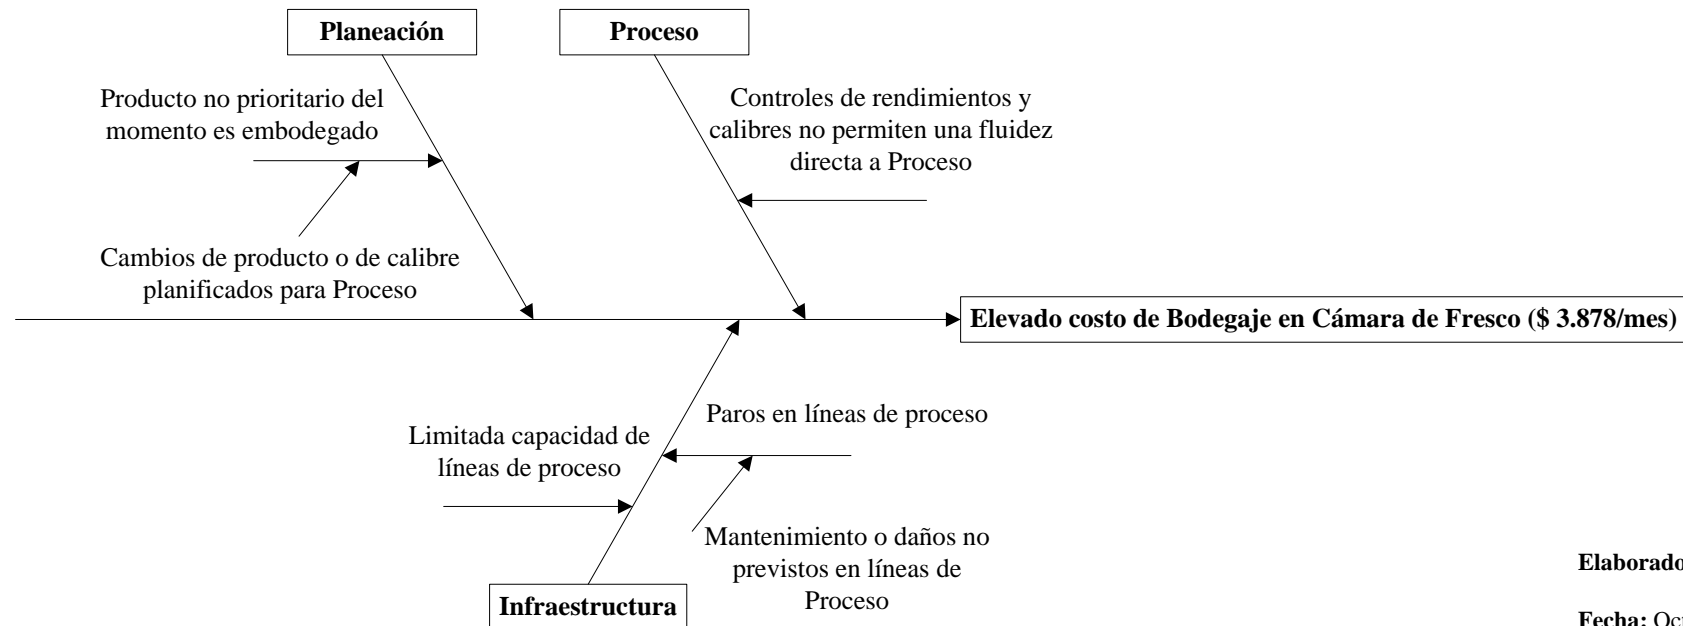 Planeación
Proceso
Producto no prioritario del
momento es embodegado
Controles de rendimientos y
calibres no permiten una fluidez
directa a Proceso
Cambios de producto o de calibre
planificados para Proceso
Elevado costo de Bodegaje en Cámara de Fresco ($ 3.878/mes)
Limitada capacidad de
líneas de proceso
Paros en líneas de proceso
Mantenimiento o daños no
previstos en líneas de
Proceso
Infraestructura
Elaborado
Fecha: